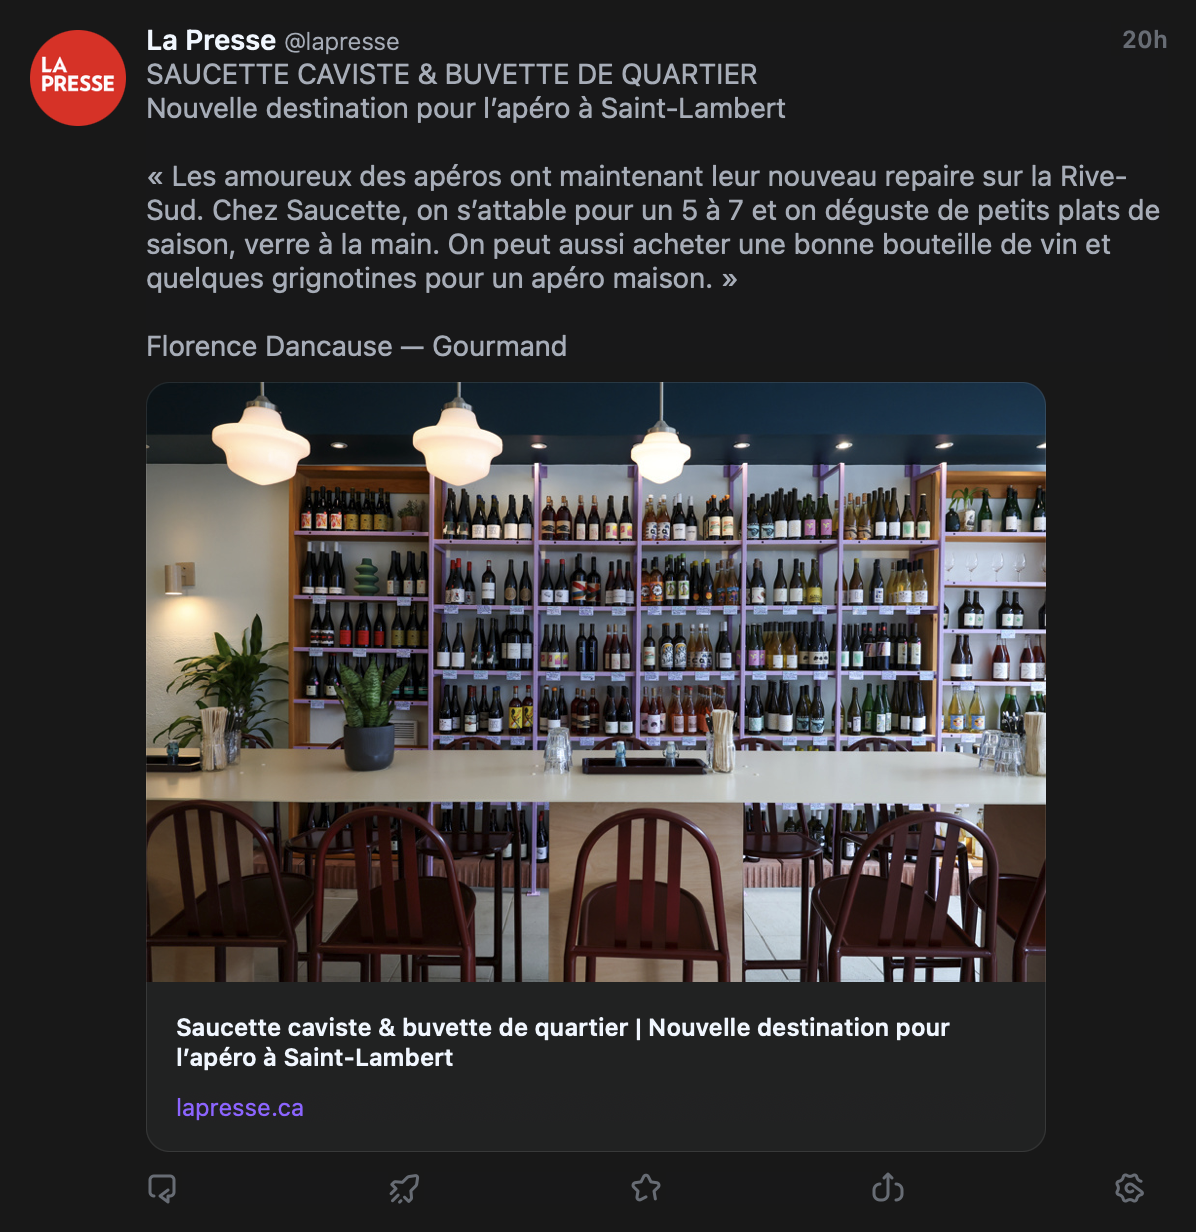 LA
PRESSE
La Presse @lapresse
20h
SAUCETTE CAVISTE & BUVETTE DE QUARTIER
Nouvelle destination pour l’apéro à Saint-Lambert
« Les amoureux des apéros ont maintenant leur nouveau repaire sur la Rive-
Sud. Chez Saucette, on s’attable pour un 5 à 7 et on déguste de petits plats de
saison, verre à la main. On peut aussi acheter une bonne bouteille de vin et
quelques grignotines pour un apéro maison. »
Florence Dancause — Gourmand
Saucette caviste & buvette de quartier | Nouvelle destination pour
l’apéro à Saint-Lambert
lapresse.ca